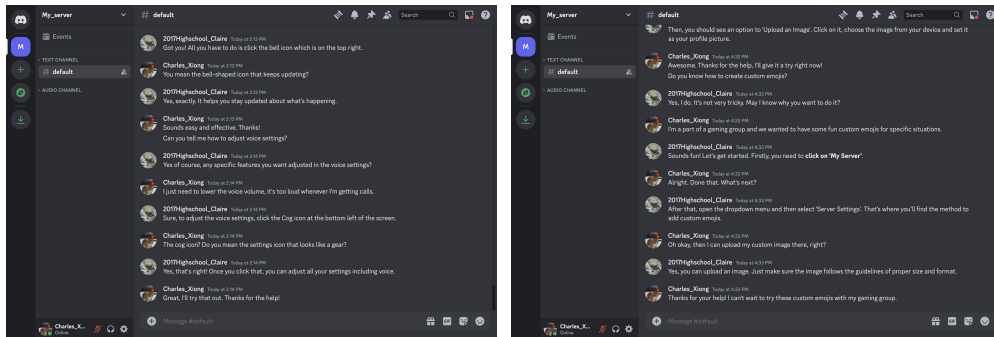 My_server
# default
Search
Events
TEXT CHANNEL
# default
AUDIO CHANNEL
M
2017Highschool_Claire Today at 2:13 PM
Got you! All you have to do is click the bell icon which is on the top right.
Charles_Xiong Today at 2:13 PM
You mean the bell-shaped icon that keeps updating?
2017Highschool_Claire Today at 2:13 PM
Yes, exactly. It helps you stay updated about what's happening.
Charles_Xiong Today at 2:13 PM
Sounds easy and effective. Thanks!
Can you tell me how to adjust voice settings?
2017Highschool_Claire Today at 2:14 PM
Yes of course, any specific features you want adjusted in the voice settings?
Charles_Xiong Today at 2:14 PM
I just need to lower the voice volume, it's too loud whenever I'm getting calls.
2017Highschool_Claire Today at 2:14 PM
Sure, to adjust the voice settings, click the Cog icon at the bottom left of the screen.
Charles_Xiong Today at 2:14 PM
The cog icon? Do you mean the settings icon that looks like a gear?
2017Highschool_Claire Today at 2:14 PM
Yes, that's right! Once you click that, you can adjust all your settings including voice.
Charles_Xiong Today at 2:14 PM
Great, I'll try that out. Thanks for the help!
Charles_X...
Online
Message #default
GIF
My_server
# default
Search
Events
TEXT CHANNEL
# default
AUDIO CHANNEL
M
Then, you should see an option to 'Upload an Image'. Click on it, choose the image from your device and set it
as your profile picture.
Charles_Xiong Today at 4:32 PM
Awesome. Thanks for the help, I'll give it a try right now!
Do you know how to create custom emojis?
2017Highschool_Claire Today at 4:33 PM
Yes, I do. It's not very tricky. May I know why you want to do it?
Charles_Xiong Today at 4:33 PM
I'm a part of a gaming group and we wanted to have some fun custom emojis for specific situations.
2017Highschool_Claire Today at 4:33 PM
Sounds fun! Let's get started. Firstly, you need to click on 'My Server'.
Charles_Xiong Today at 4:33 PM
Alright. Done that. What's next?
2017Highschool_Claire Today at 4:33 PM
After that, open the dropdown menu and then select 'Server Settings'. That's where you'll find the method to
add custom emojis.
Charles_Xiong Today at 4:33 PM
Oh okay, then I can upload my custom image there, right?
2017Highschool_Claire Today at 4:33 PM
Yes, you can upload an image. Just make sure the image follows the guidelines of proper size and format.
Charles_Xiong Today at 4:33 PM
Thanks for your help! I can't wait to try these custom emojis with my gaming group.
Charles_X...
Online
Message #default
GIF